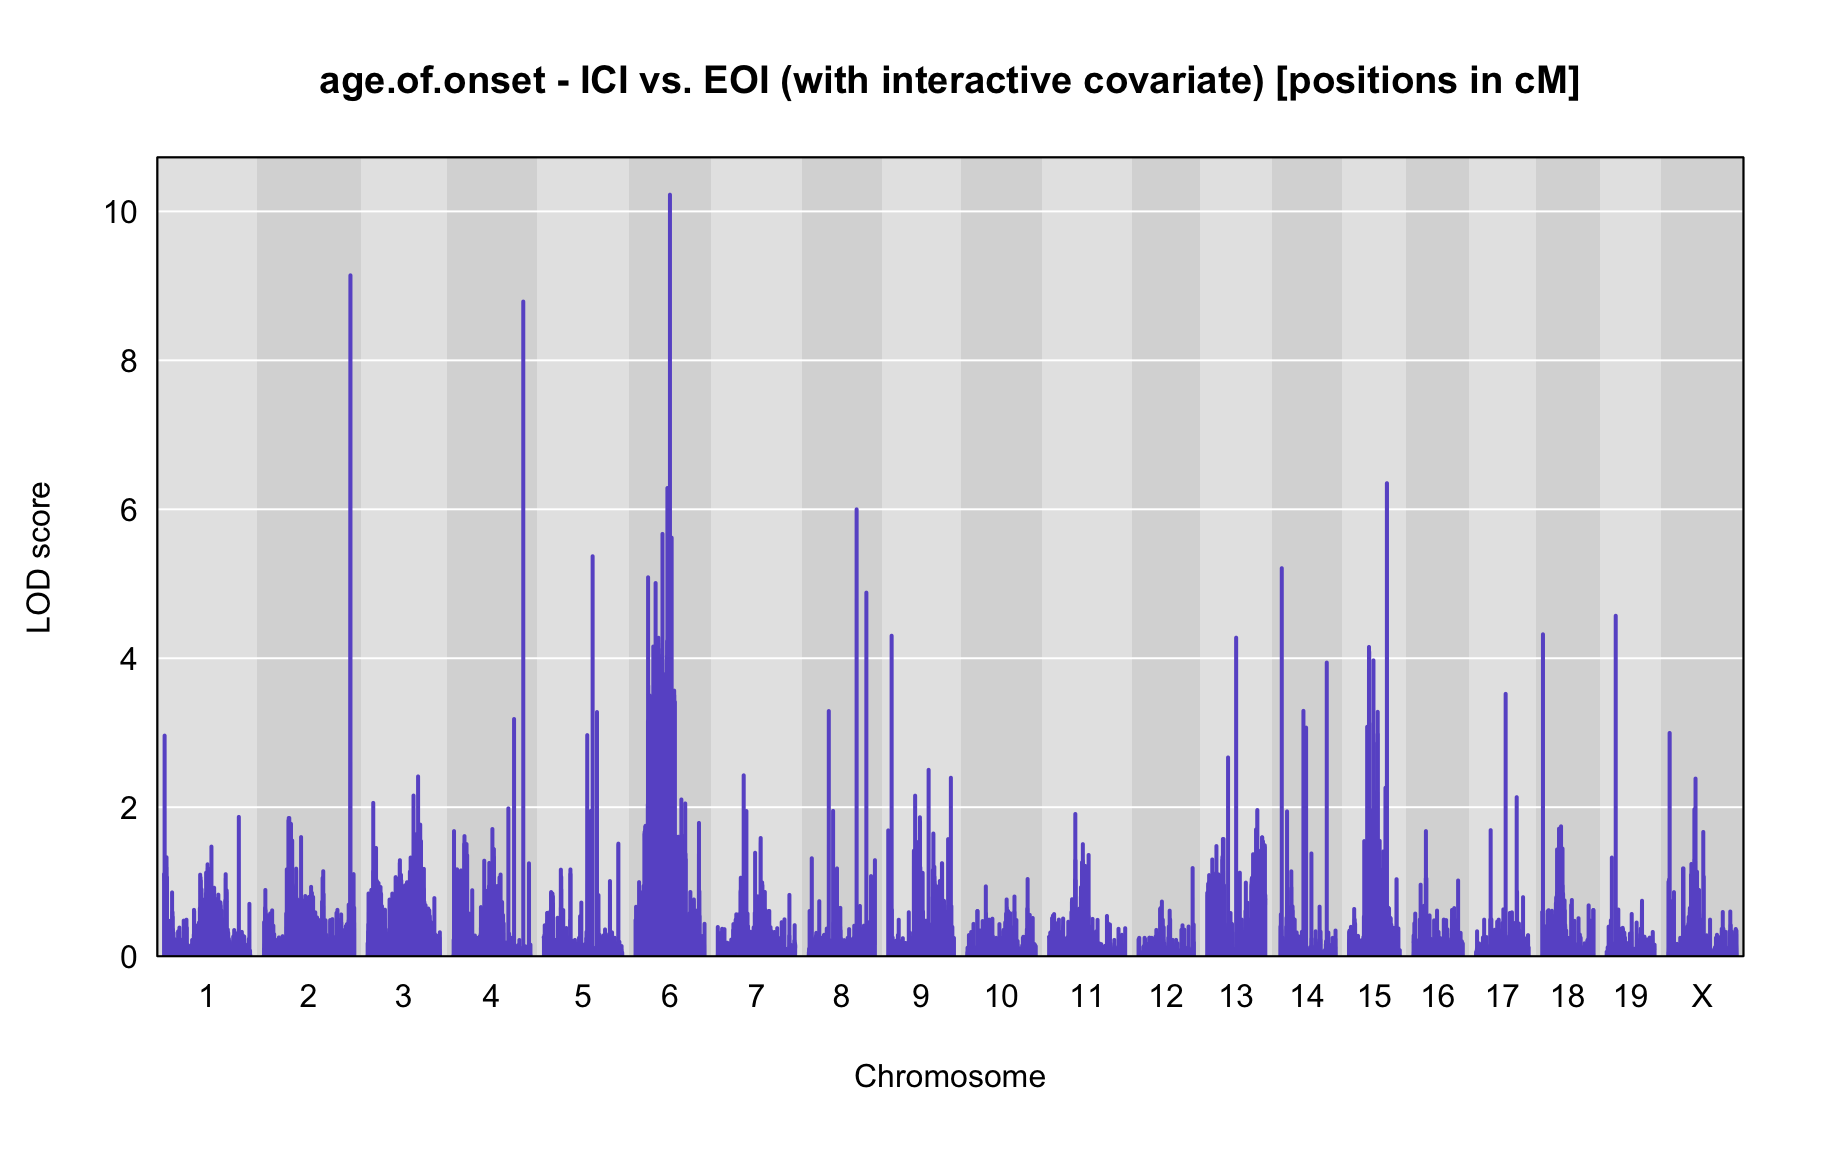 age.of.onset - ICI vs. EOI (with interactive covariate) [positions in cM]
10
8
6
4
2
0
LOD score
1 2 3 4 5 6 7 8 9 10 11 12 13 14 15 16 17 18 19 X
Chromosome